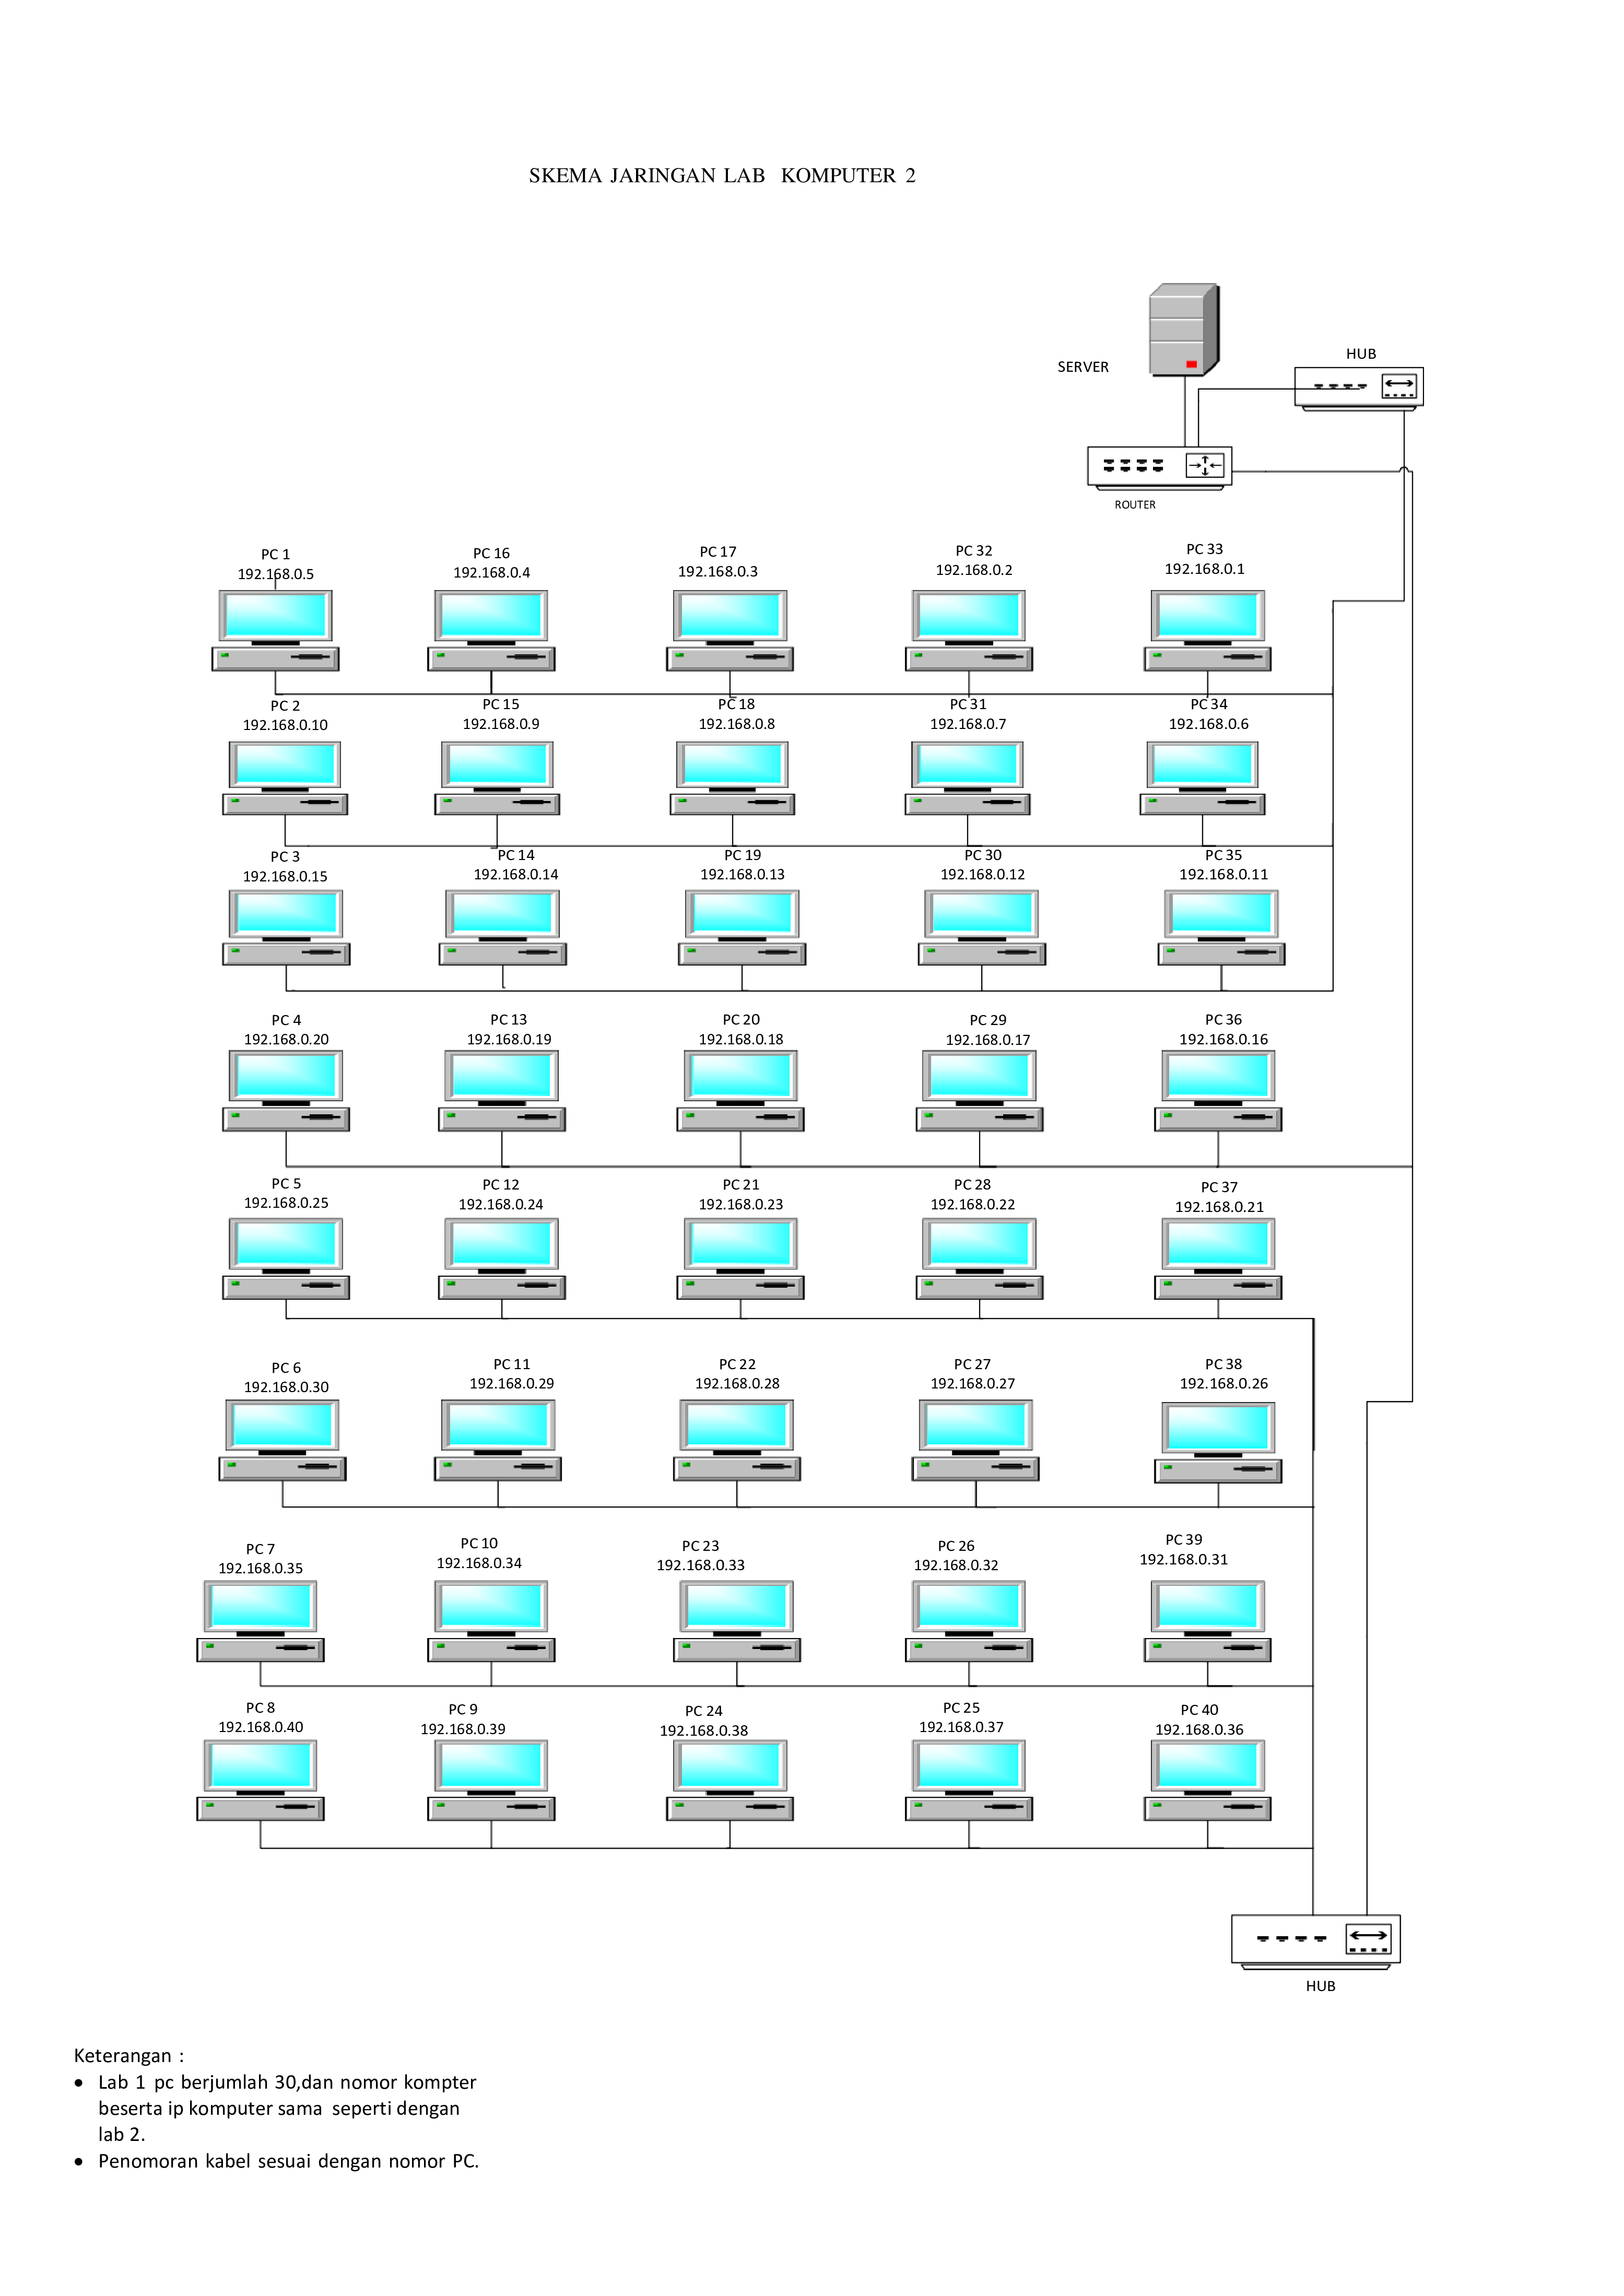 SKEMA JARINGAN LAB KOMPUTER 2
SERVER
HUB
ROUTER
PC 1
192.168.0.5
PC 16
192.168.0.4
PC 17
192.168.0.3
PC 32
192.168.0.2
PC 33
192.168.0.1
PC 2
192.168.0.10
PC 15
192.168.0.9
PC 18
192.168.0.8
PC 31
192.168.0.7
PC 34
192.168.0.6
PC 3
192.168.0.15
PC 14
192.168.0.14
PC 19
192.168.0.13
PC 30
192.168.0.12
PC 35
192.168.0.11
PC 4
192.168.0.20
PC 13
192.168.0.19
PC 20
192.168.0.18
PC 29
192.168.0.17
PC 36
192.168.0.16
PC 5
192.168.0.25
PC 12
192.168.0.24
PC 21
192.168.0.23
PC 28
192.168.0.22
PC 37
192.168.0.21
PC 6
192.168.0.30
PC 11
192.168.0.29
PC 22
192.168.0.28
PC 27
192.168.0.27
PC 38
192.168.0.26
PC 7
192.168.0.35
PC 10
192.168.0.34
PC 23
192.168.0.33
PC 26
192.168.0.32
PC 39
192.168.0.31
PC 8
192.168.0.40
PC 9
192.168.0.39
PC 24
192.168.0.38
PC 25
192.168.0.37
PC 40
192.168.0.36
HUB
Keterangan :
• Lab 1 pc berjumlah 30,dan nomor kompter
beserta ip komputer sama seperti dengan
lab 2.
• Penomoran kabel sesuai dengan nomor PC.